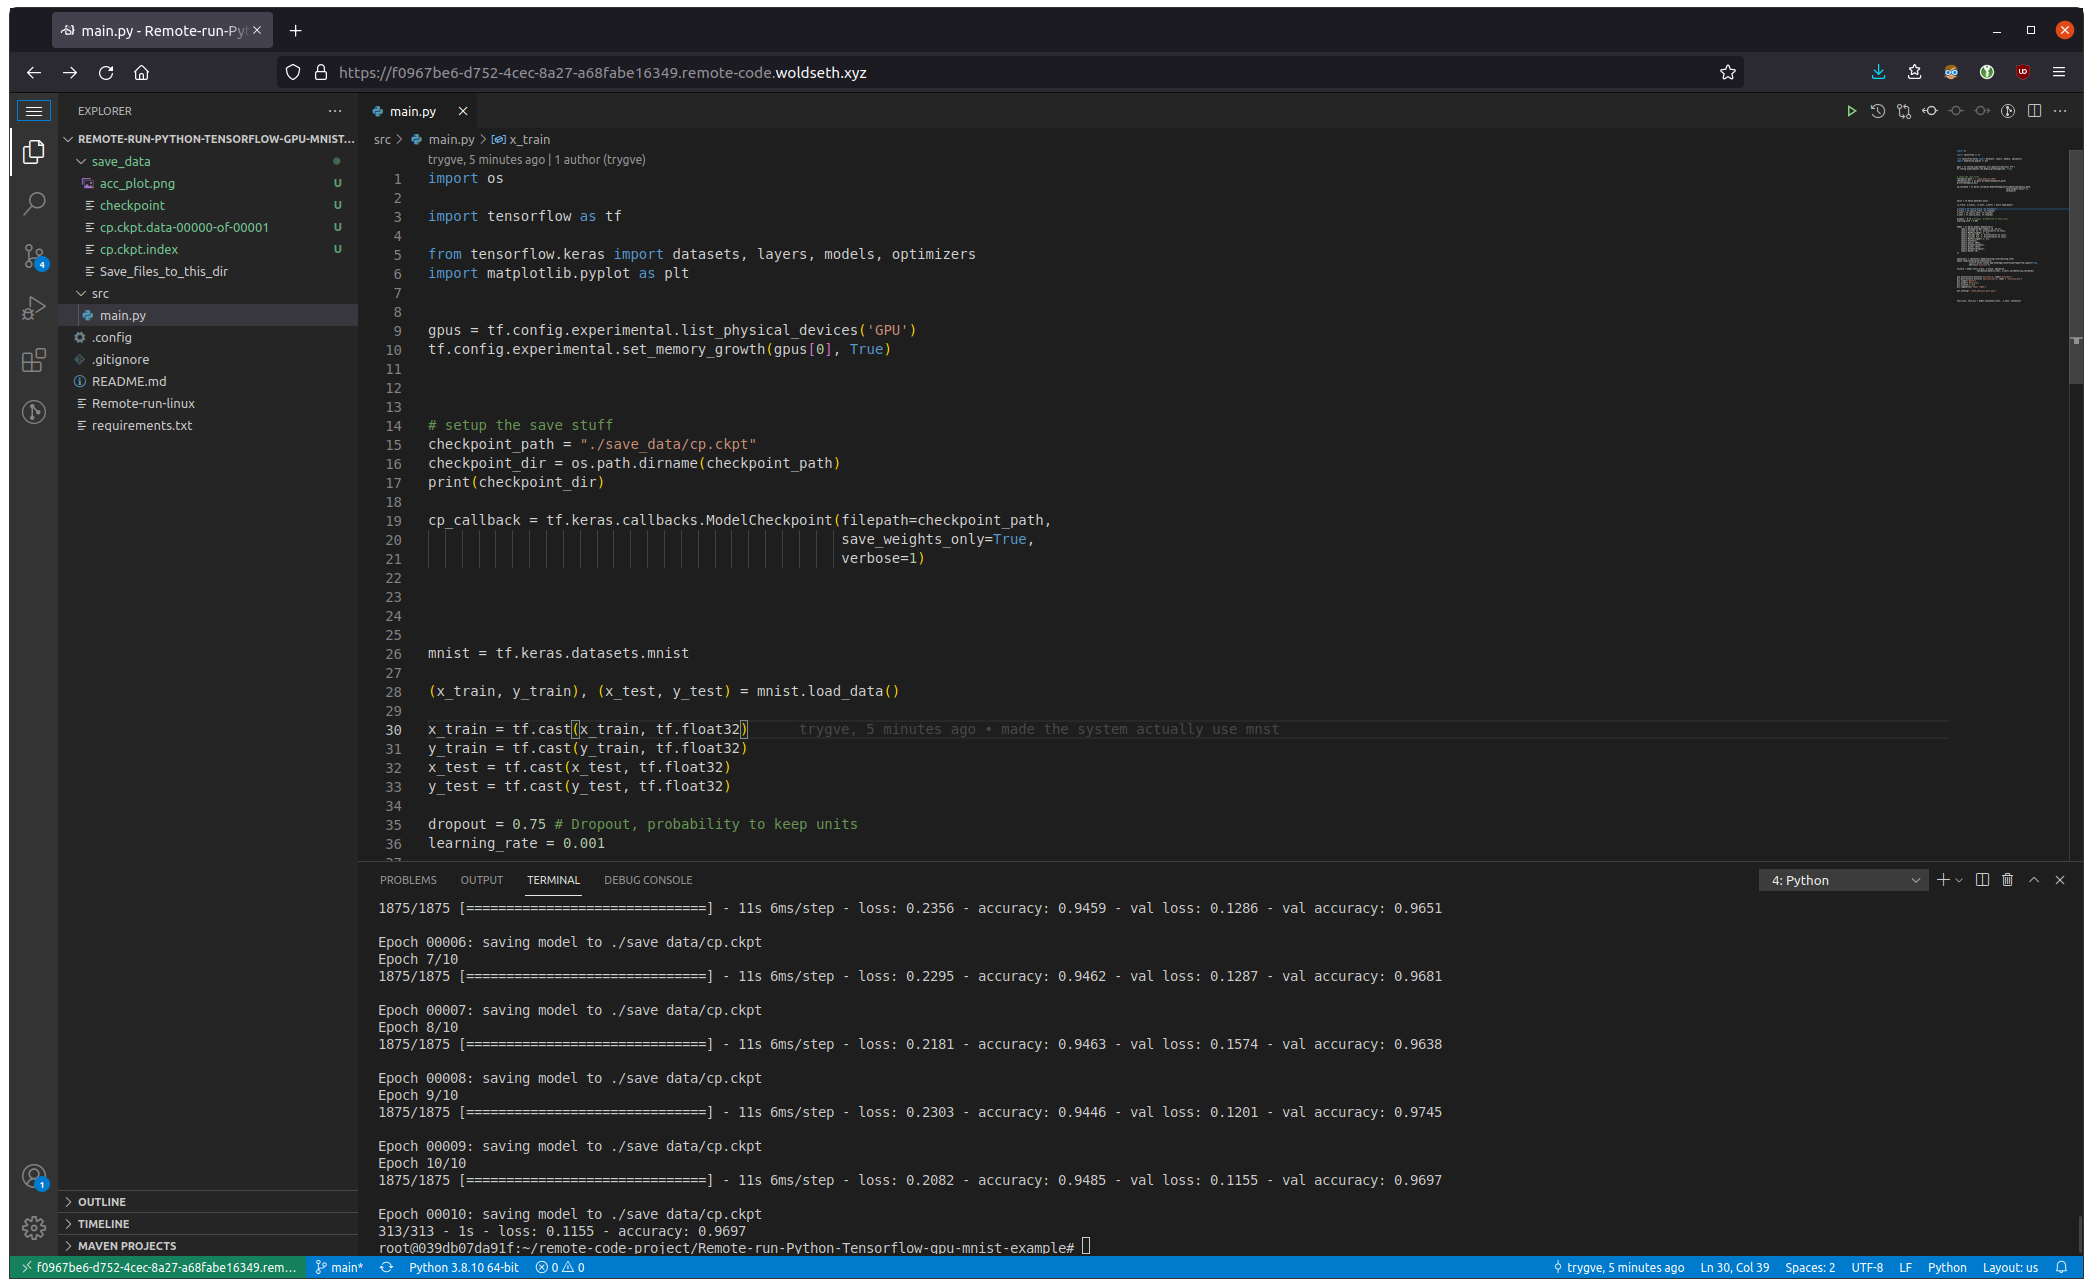 main.py - Remote-run-Pyt
https://f0967be6-d752-4cec-8a27-a68fabe16349.remote-code.woldseth.xyz
EXPLORER
REMOTE-RUN-PYTHON-TENSORFLOW-GPU-MNIST...
save_data
acc_plot.png U
checkpoint U
cp.ckpt.data-00000-of-00001 U
cp.ckpt.index U
Save_files_to_this_dir
src
main.py
.config
.gitignore
README.md
Remote-run-linux
requirements.txt
4
1
OUTLINE
TIMELINE
MAVEN PROJECTS
main.py
src > main.py > x_train
trygve, 5 minutes ago | 1 author (trygve)
1 import os
2
3 import tensorflow as tf
4
5 from tensorflow.keras import datasets, layers, models, optimizers
6 import matplotlib.pyplot as plt
7
8
9 gpus = tf.config.experimental.list_physical_devices('GPU')
10 tf.config.experimental.set_memory_growth(gpus[0], True)
11
12
13
14 # setup the save stuff
15 checkpoint_path = "./save_data/cp.ckpt"
16 checkpoint_dir = os.path.dirname(checkpoint_path)
17 print(checkpoint_dir)
18
19 cp_callback = tf.keras.callbacks.ModelCheckpoint(filepath=checkpoint_path,
20 save_weights_only=True,
21 verbose=1)
22
23
24
25
26 mnist = tf.keras.datasets.mnist
27
28 (x_train, y_train), (x_test, y_test) = mnist.load_data()
29
30 x_train = tf.cast(x_train, tf.float32) trygve, 5 minutes ago • made the system actually use mnst
31 y_train = tf.cast(y_train, tf.float32)
32 x_test = tf.cast(x_test, tf.float32)
33 y_test = tf.cast(y_test, tf.float32)
34
35 dropout = 0.75 # Dropout, probability to keep units
36 learning_rate = 0.001
PROBLEMS OUTPUT TERMINAL DEBUG CONSOLE 4: Python
1875/1875 [==============================] - 11s 6ms/step - loss: 0.2356 - accuracy: 0.9459 - val loss: 0.1286 - val accuracy: 0.9651
Epoch 00006: saving model to ./save data/cp.ckpt
Epoch 7/10
1875/1875 [==============================] - 11s 6ms/step - loss: 0.2295 - accuracy: 0.9462 - val loss: 0.1287 - val accuracy: 0.9681
Epoch 00007: saving model to ./save data/cp.ckpt
Epoch 8/10
1875/1875 [==============================] - 11s 6ms/step - loss: 0.2181 - accuracy: 0.9463 - val loss: 0.1574 - val accuracy: 0.9638
Epoch 00008: saving model to ./save data/cp.ckpt
Epoch 9/10
1875/1875 [==============================] - 11s 6ms/step - loss: 0.2303 - accuracy: 0.9446 - val loss: 0.1201 - val accuracy: 0.9745
Epoch 00009: saving model to ./save data/cp.ckpt
Epoch 10/10
1875/1875 [==============================] - 11s 6ms/step - loss: 0.2082 - accuracy: 0.9485 - val loss: 0.1155 - val accuracy: 0.9697
Epoch 00010: saving model to ./save data/cp.ckpt
313/313 - 1s - loss: 0.1155 - accuracy: 0.9697
root@039db07da91f:~/remote-code-project/Remote-run-Python-Tensorflow-gpu-mnist-example#
f0967be6-d752-4cec-8a27-a68fabe16349.rem... main* Python 3.8.10 64-bit 0 0 trygve, 5 minutes ago Ln 30, Col 39 Spaces: 2 UTF-8 LF Python Layout: us